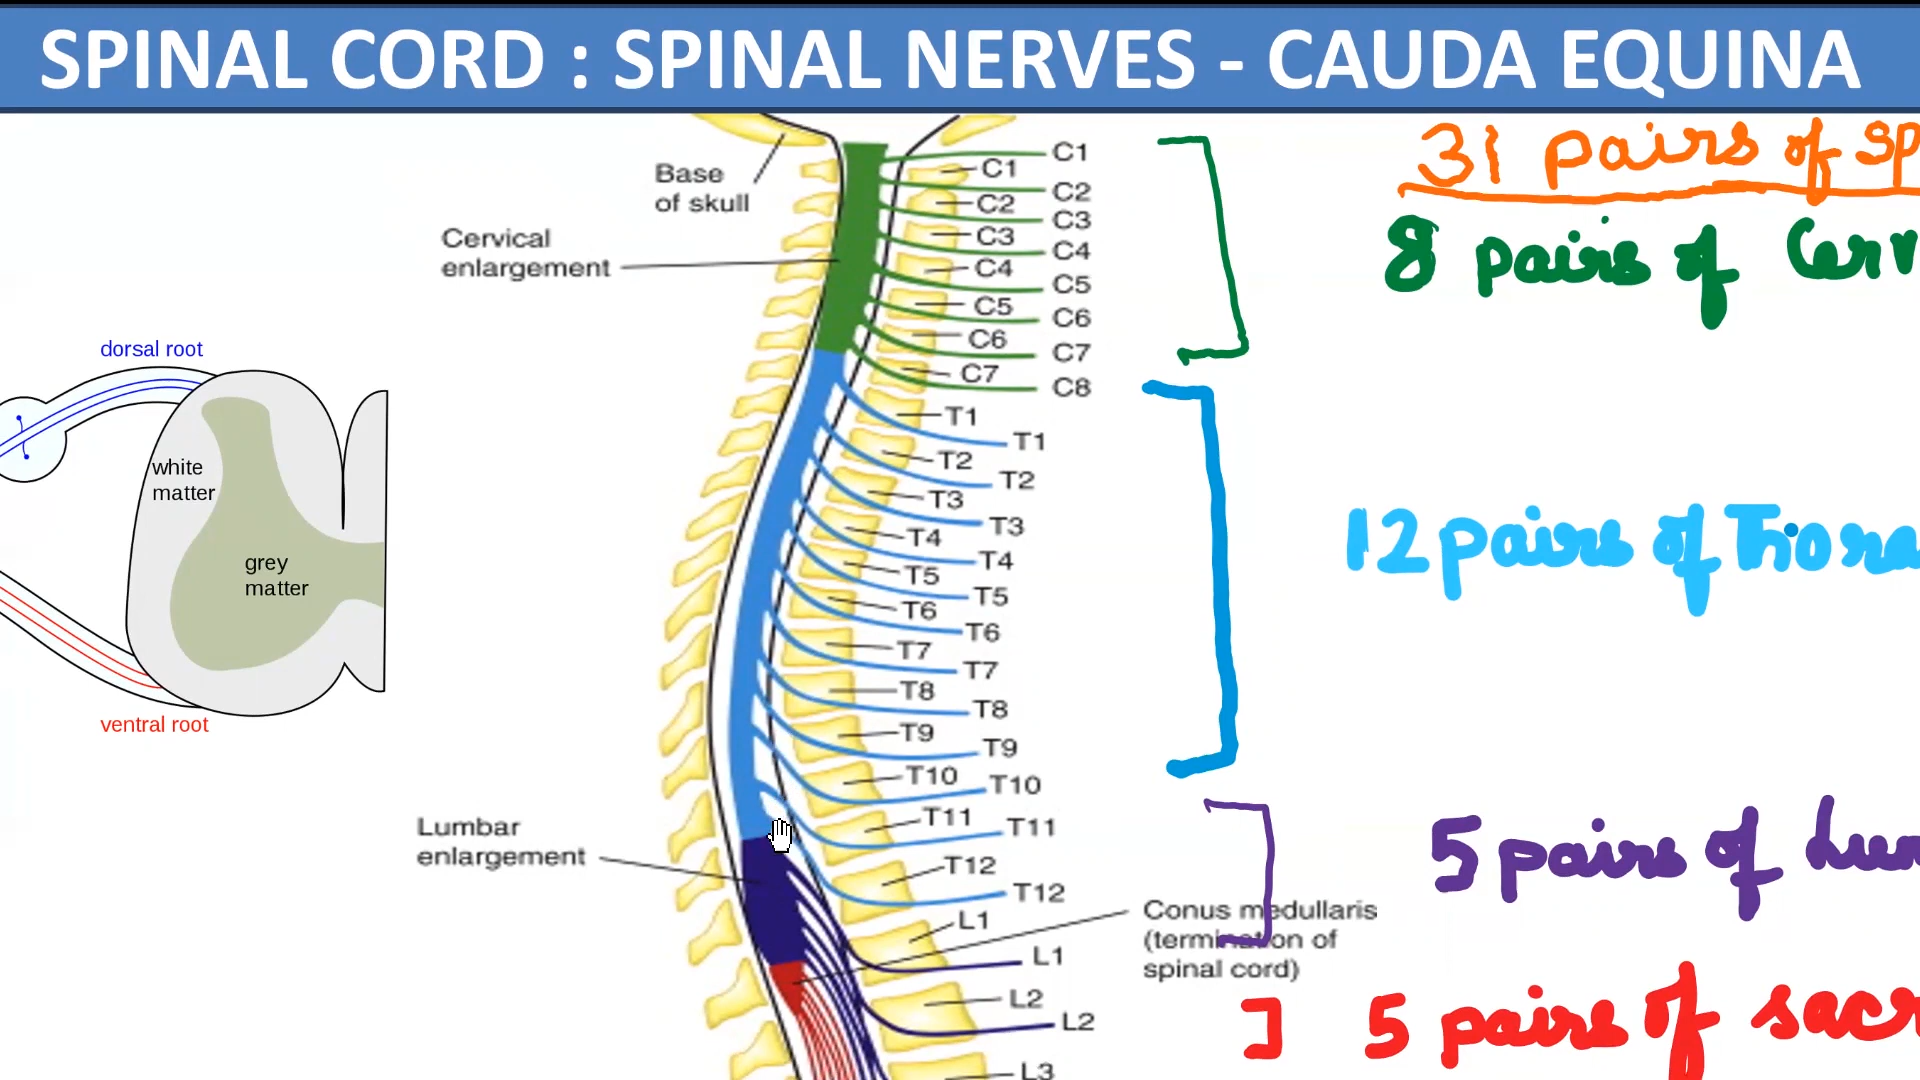 SPINAL CORD : SPINAL NERVES - CAUDA EQUINA
31 pairs of sp
8 pairs of Cerv
12 pairs of
5 pairs of Lum
5 pairs of sacr
Base
of skull
Cervical
enlargement
dorsal root
white
matter
grey
matter
ventral root
Lumbar
enlargement
C1
C2
C3
C4
C5
C6
C7
T1
T2
T3
T4
T5
T6
T7
T8
T9
T10
T11
T12
L1
L2
L3
C1
C2
C3
C4
C5
C6
C7
C8
T1
T2
T3
T4
T5
T6
T7
T8
T9
T10
T11
T12
L1
L2
Conus medullaris
(termination of
spinal cord)